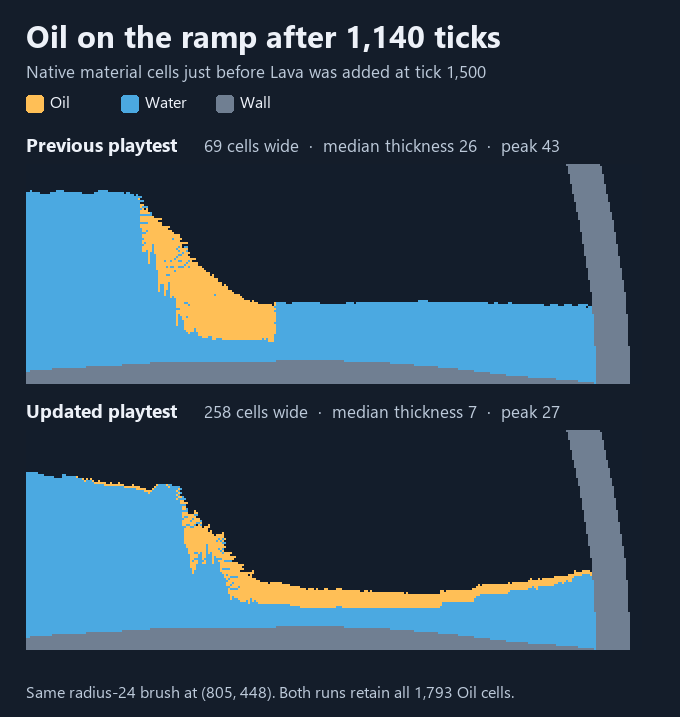 Oil on the ramp after 1,140 ticks
Native material cells just before Lava was added at tick 1,500
Oil Water Wall
Previous playtest 69 cells wide · median thickness 26 · peak 43
Updated playtest 258 cells wide · median thickness 7 · peak 27
Same radius-24 brush at (805, 448). Both runs retain all 1,793 Oil cells.